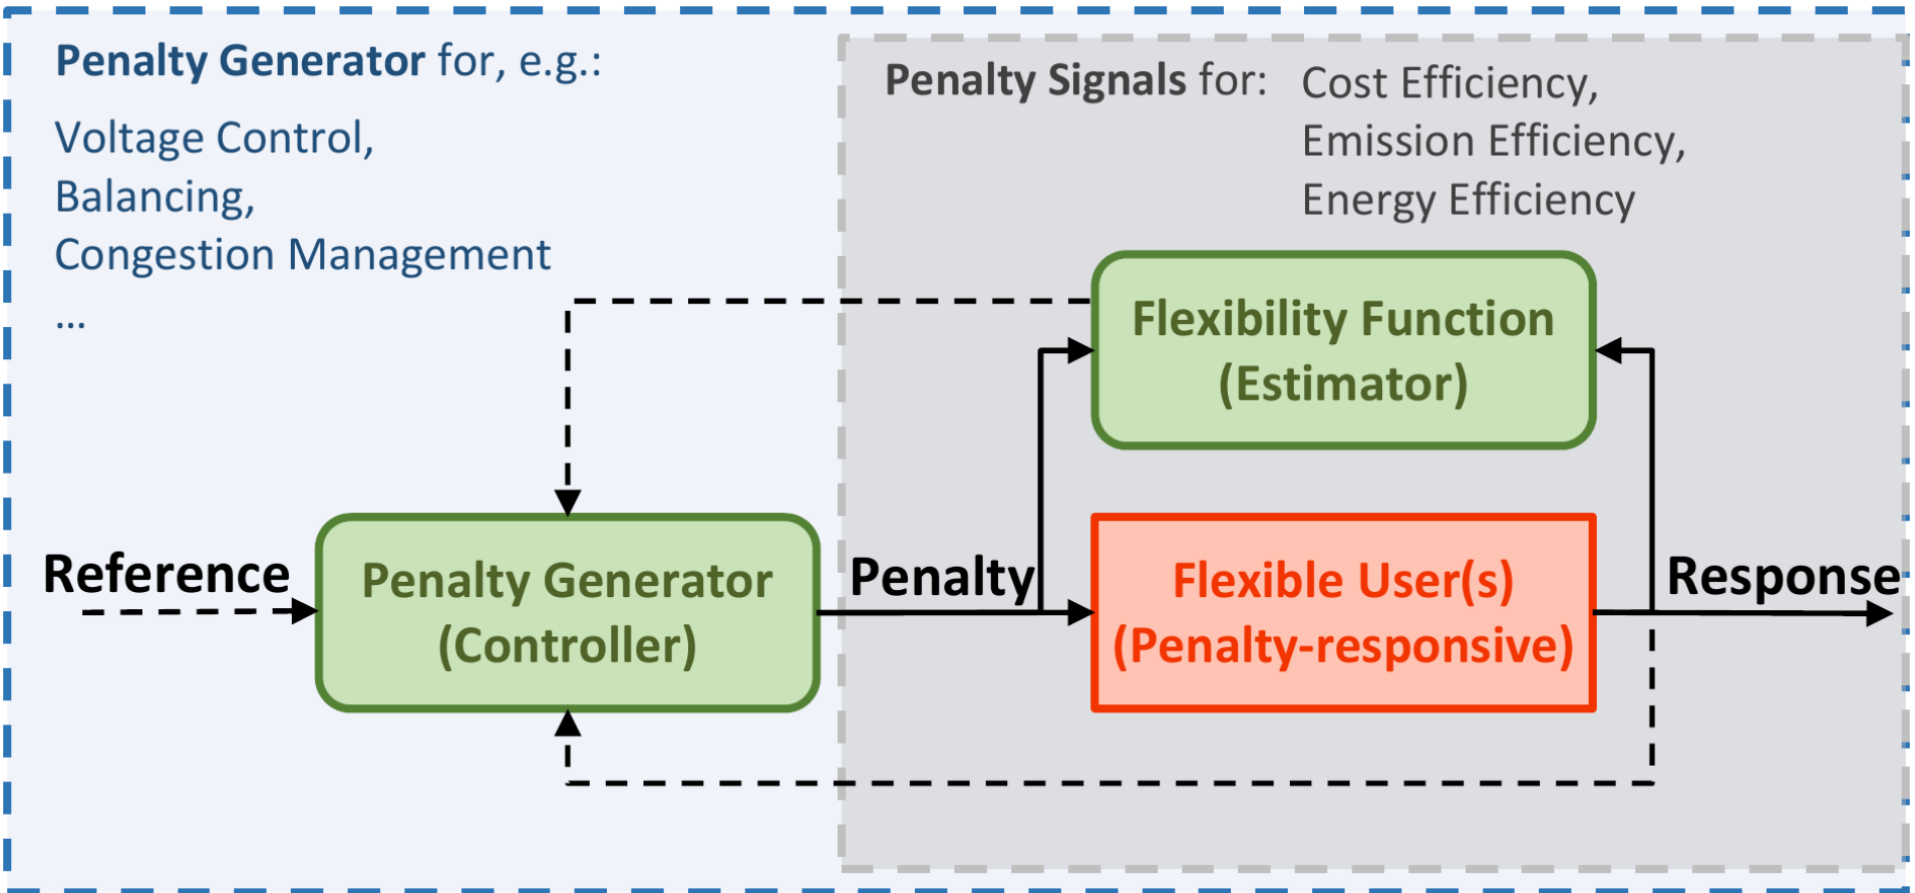 Penalty Generator for, e.g.:
Voltage Control,
Balancing,
Congestion Management
...
Penalty Signals for: Cost Efficiency,
Emission Efficiency,
Energy Efficiency
Flexibility Function
(Estimator)
Reference
Penalty Generator
(Controller)
Penalty
Flexible User(s)
(Penalty-responsive)
Response